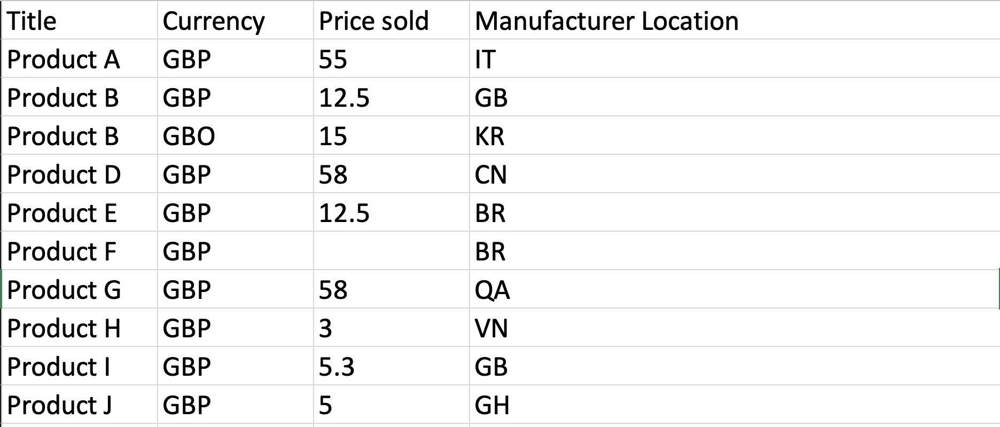 Title Currency Price sold Manufacturer Location
Product A GBP 55 IT
Product B GBP 12.5 GB
Product B GBO 15 KR
Product D GBP 58 CN
Product E GBP 12.5 BR
Product F GBP BR
Product G GBP 58 QA
Product H GBP 3 VN
Product I GBP 5.3 GB
Product J GBP 5 GH